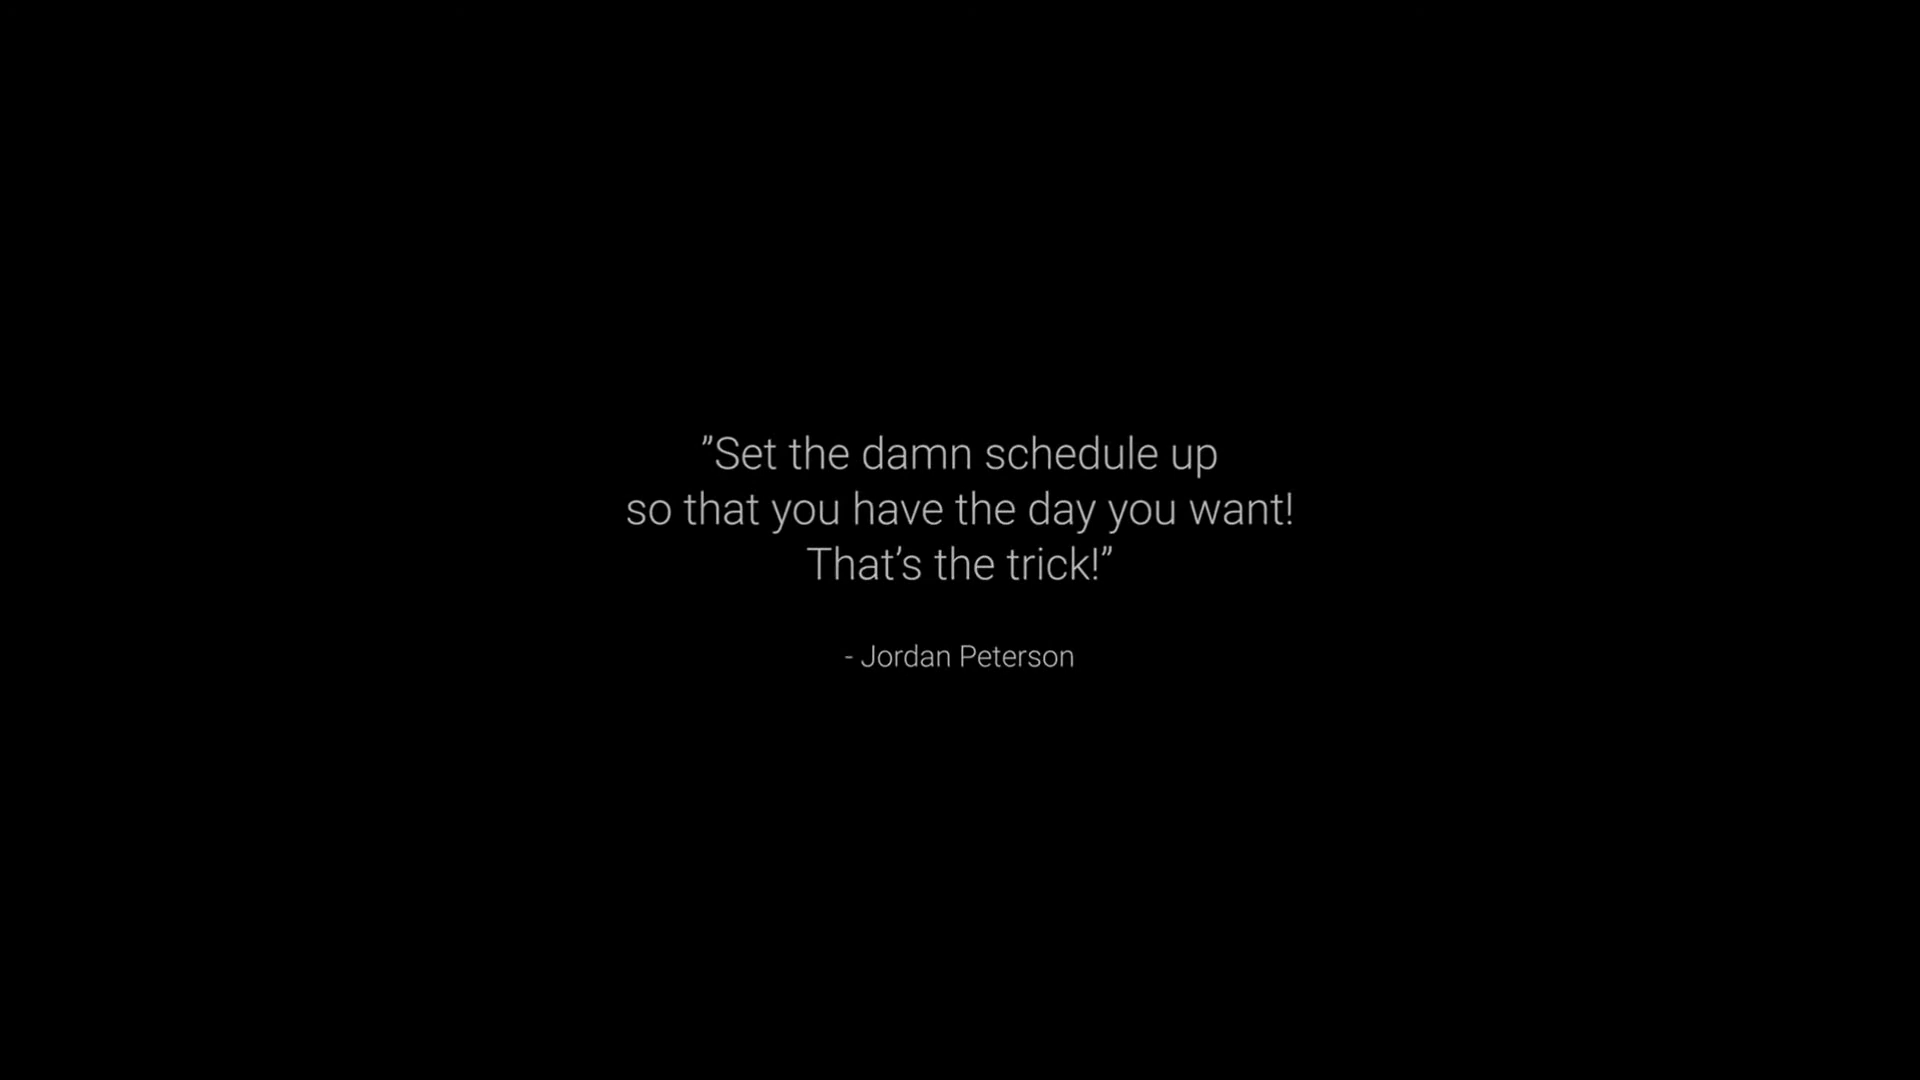 ”Set the damn schedule up
so that you have the day you want!
That’s the trick!”
- Jordan Peterson